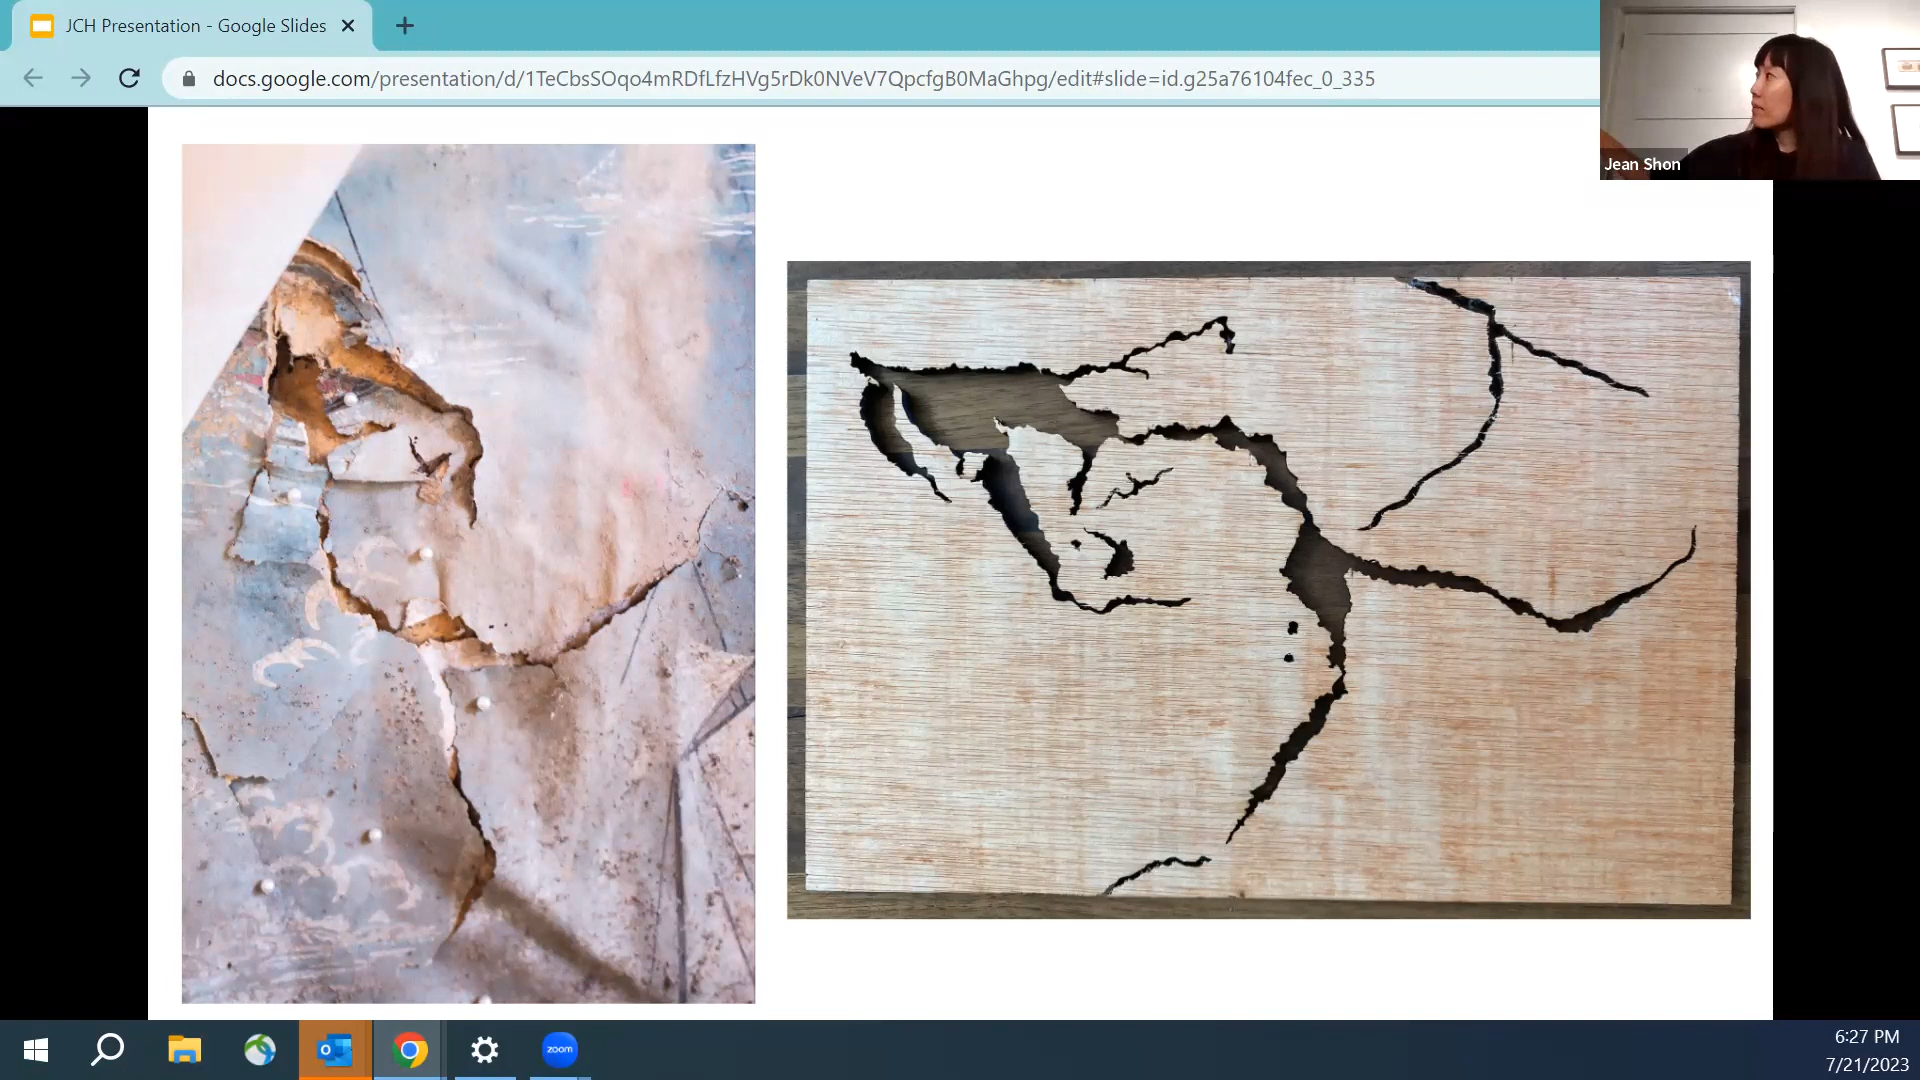 JCH Presentation - Google Slides
docs.google.com/presentation/d/1TeCbsSOqo4mRDfLfzHVg5rDk0NVeV7QpcfgB0MaGhpg/edit#slide=id.g25a76104fec_0_335
Jean Shon
zoom
6:27 PM
7/21/2023